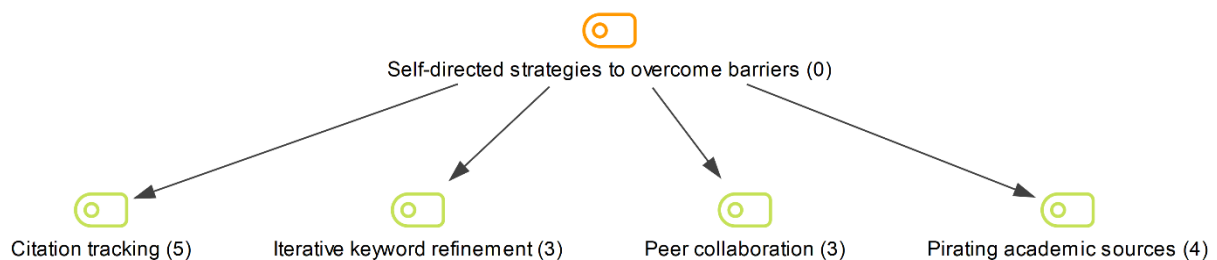 Self-directed strategies to overcome barriers (0)
Citation tracking (5)
Iterative keyword refinement (3)
Peer collaboration (3)
Pirating academic sources (4)